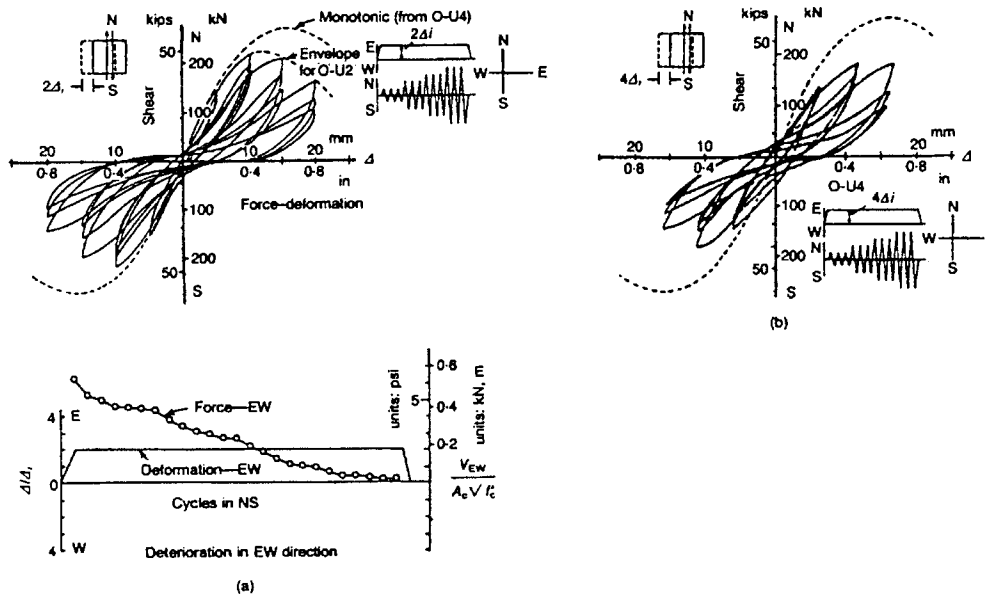 N
S
2Δ,
kips kN
N
50
200
100
Shear
Monotonic (from O-U4)
Envelope
for O-U2
E
W
N
S
2Δi
N
W E
S
mm
20 10 10 20 Δ
0·8 0·4 0·4 0·8
in
100
200
50
S
Force–deformation
4 E
0
4 W
Δ/Δ,
Force—EW
Deformation—EW
Cycles in NS
Deterioration in EW direction
units: psi
5
0·6
0·4
0·2
units: kN, m
V_EW
A_c √ f'_c
(a)
N
S
4Δ,
kips kN
N
50
200
100
Shear
mm
20 10 20 Δ
0·8 0·4 0·4 0·8
in
100
200
50
S
O-U4
E
W
N
S
4Δi
N
W
S
(b)